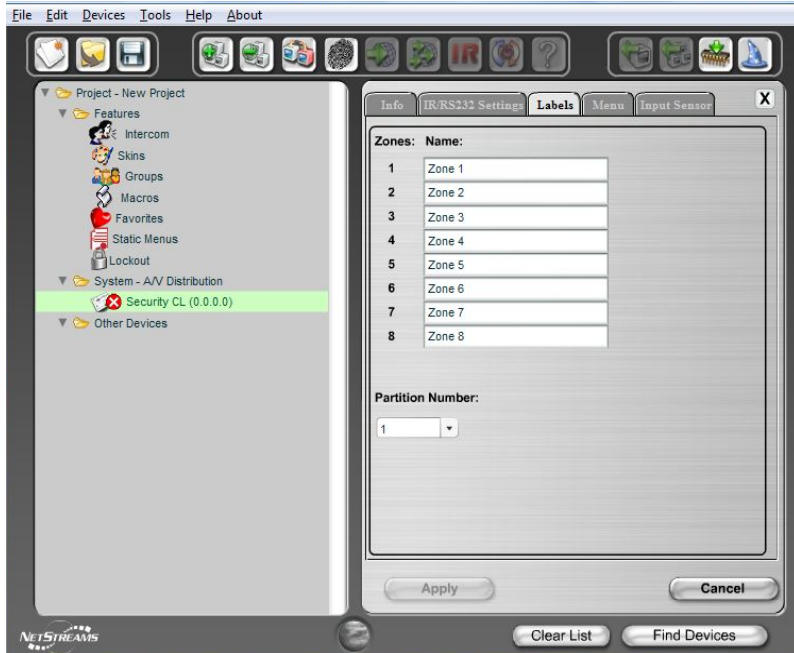 File Edit Devices Tools Help About
IR ?
Project - New Project
Features
Intercom
Skins
Groups
Macros
Favorites
Static Menus
Lockout
System - A/V Distribution
Security CL (0.0.0.0)
Other Devices
Info IR/RS232 Settings Labels Menu Input Sensor X
Zones: Name:
1 Zone 1
2 Zone 2
3 Zone 3
4 Zone 4
5 Zone 5
6 Zone 6
7 Zone 7
8 Zone 8
Partition Number:
1
Apply Cancel
NETSTREAMS Clear List Find Devices